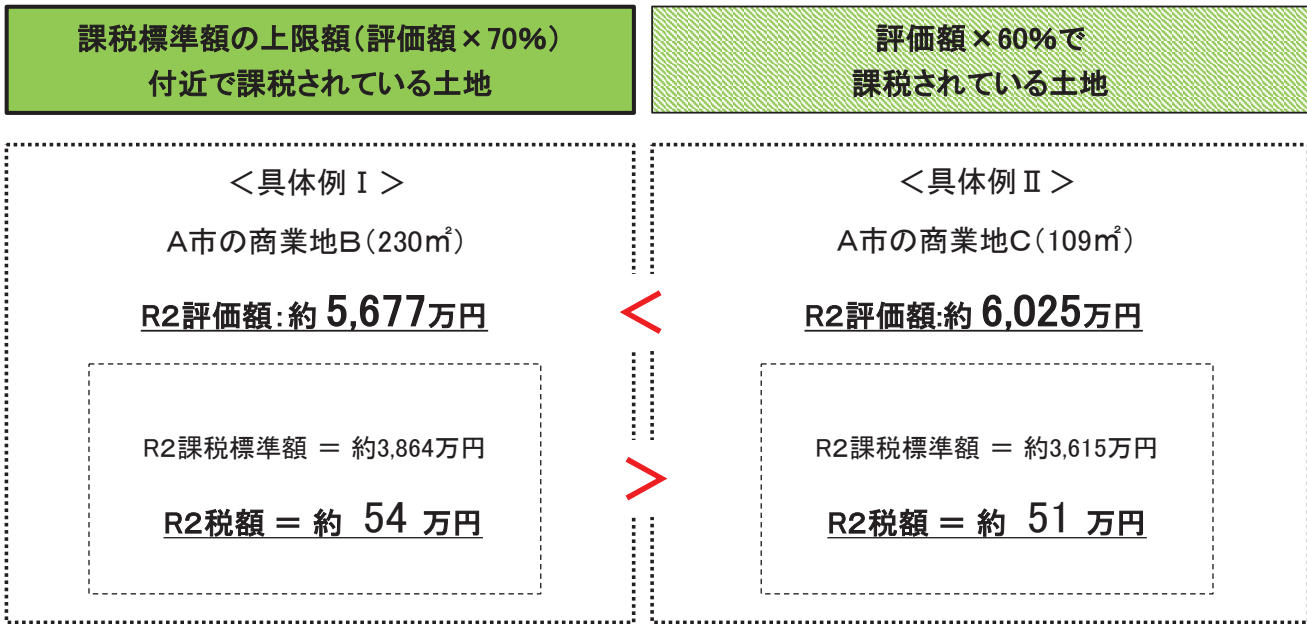 課税標準額の上限額(評価額×70%)
付近で課税されている土地
＜具体例Ⅰ＞
A市の商業地B(230㎡)
R2評価額:約 5,677万円
R2課税標準額 ＝ 約3,864万円
R2税額 ＝ 約 54 万円
＜
＞
評価額×60%で
課税されている土地
＜具体例Ⅱ＞
A市の商業地C(109㎡)
R2評価額:約 6,025万円
R2課税標準額 ＝ 約3,615万円
R2税額 ＝ 約 51 万円